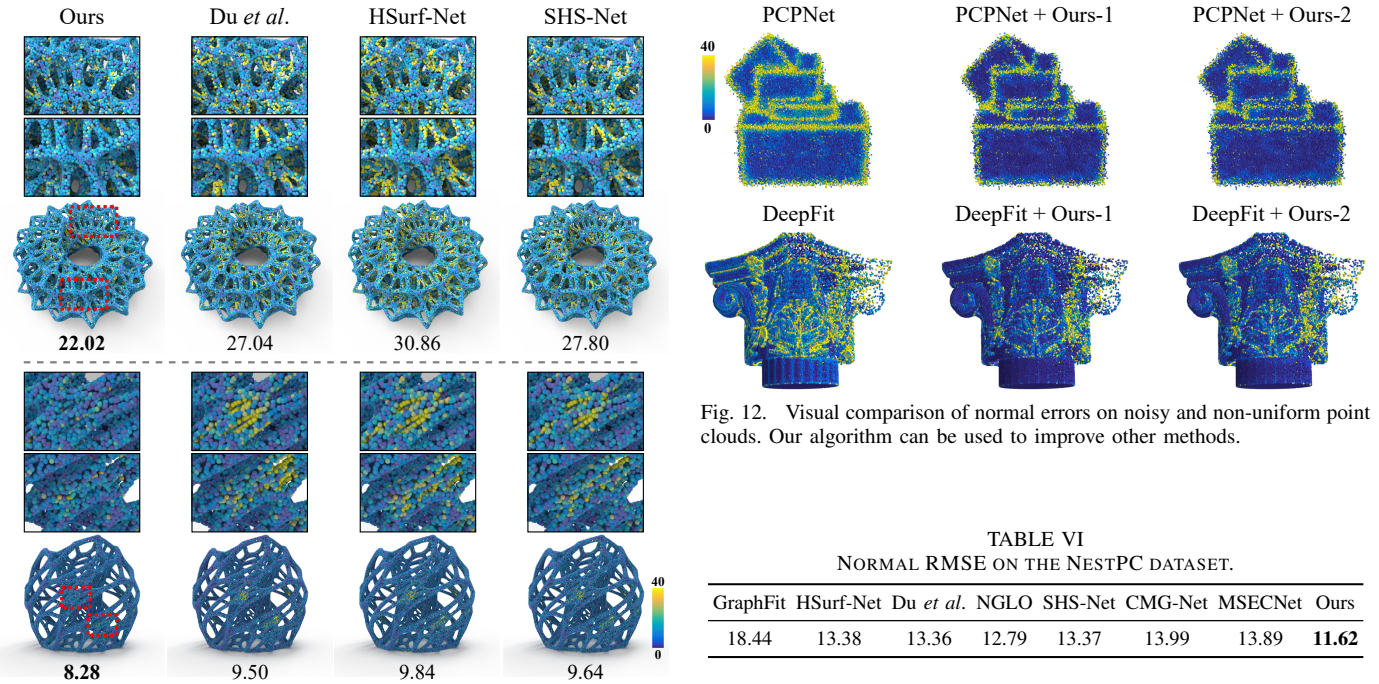 Ours Du et al. HSurf-Net SHS-Net
22.02 27.04 30.86 27.80
40
0
8.28 9.50 9.84 9.64
PCPNet PCPNet + Ours-1 PCPNet + Ours-2
40
0
DeepFit DeepFit + Ours-1 DeepFit + Ours-2
Fig. 12. Visual comparison of normal errors on noisy and non-uniform point
clouds. Our algorithm can be used to improve other methods.
TABLE VI
NORMAL RMSE ON THE NESTPC DATASET.
GraphFit HSurf-Net Du et al. NGLO SHS-Net CMG-Net MSECNet Ours
18.44 13.38 13.36 12.79 13.37 13.99 13.89 11.62